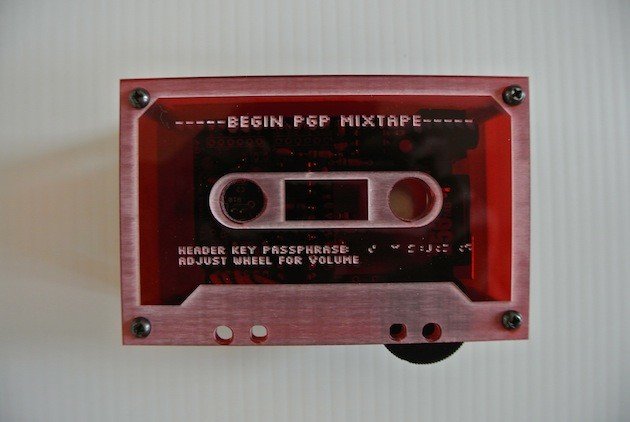 -----BEGIN PGP MIXTAPE-----
HEADER KEY PASSPHRASE:
ADJUST WHEEL FOR VOLUME